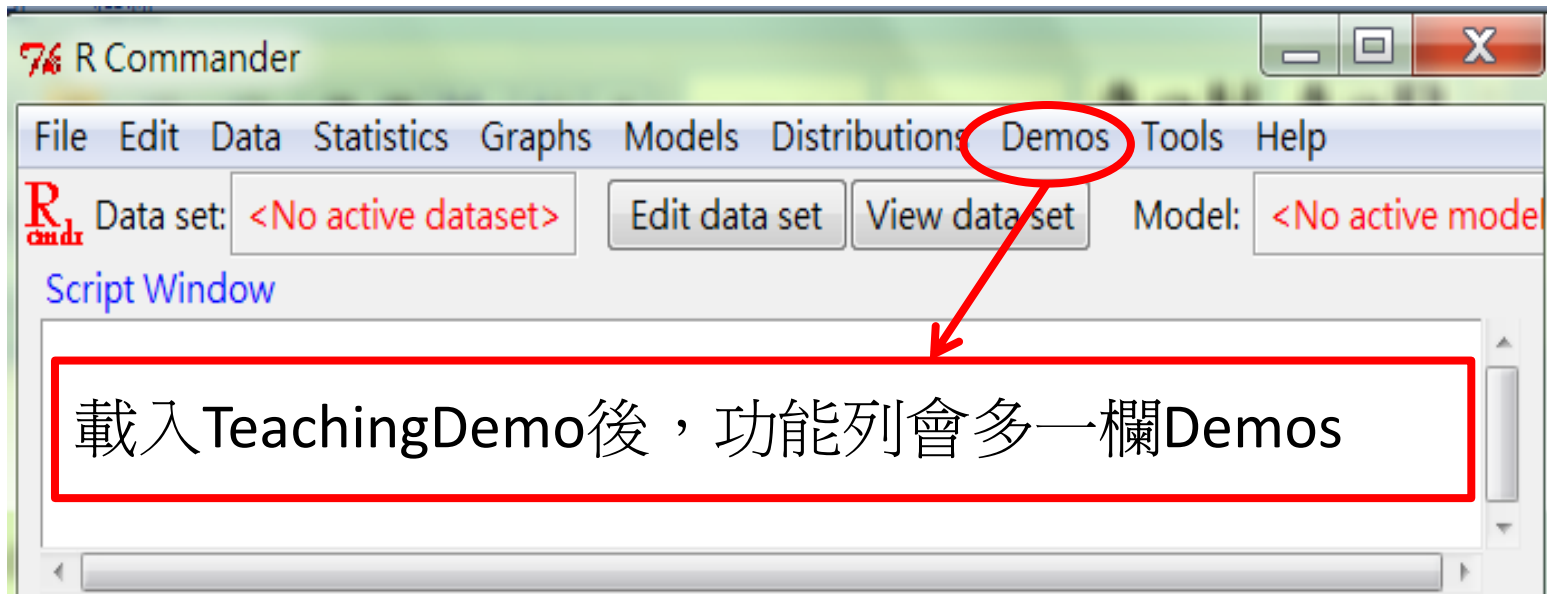 R Commander
File Edit Data Statistics Graphs Models Distributions Demos Tools Help
R cmdr Data set: <No active dataset> Edit data set View data set Model: <No active model
Script Window
載入TeachingDemo後，功能列會多一欄Demos